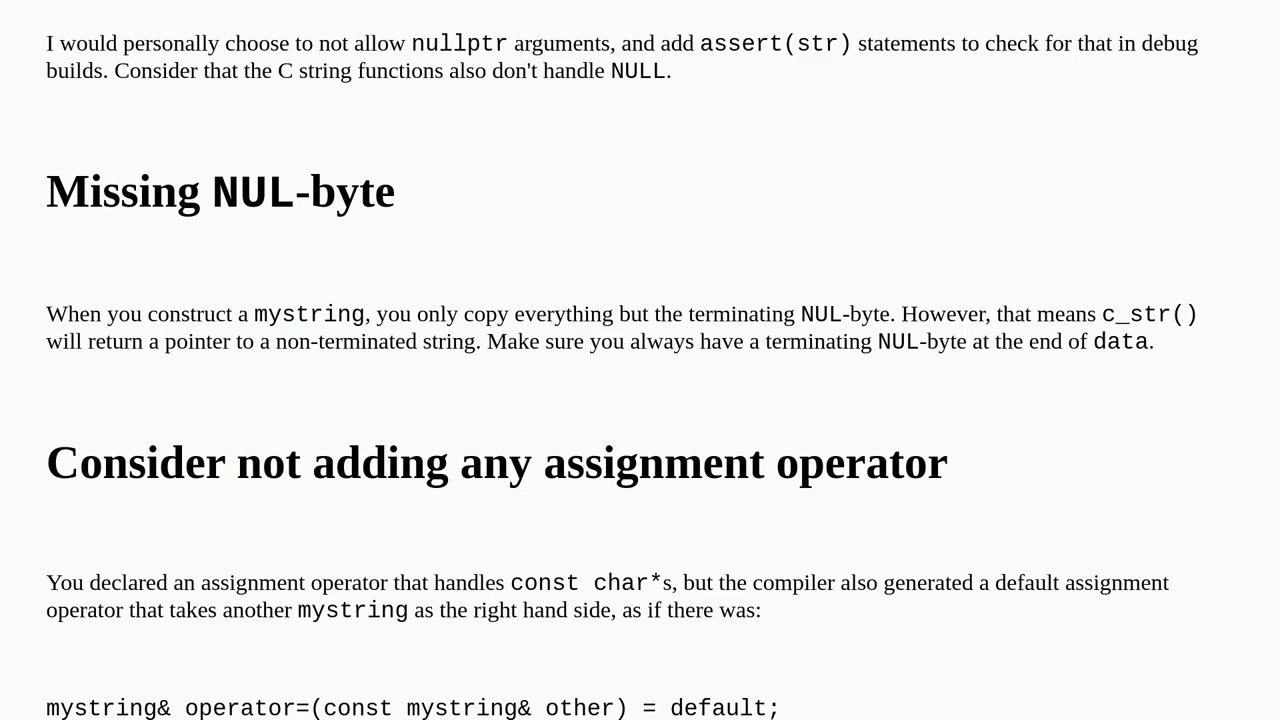 I would personally choose to not allow nullptr arguments, and add assert(str) statements to check for that in debug
builds. Consider that the C string functions also don't handle NULL.
Missing NUL-byte
When you construct a mystring, you only copy everything but the terminating NUL-byte. However, that means c_str()
will return a pointer to a non-terminated string. Make sure you always have a terminating NUL-byte at the end of data.
Consider not adding any assignment operator
You declared an assignment operator that handles const char*s, but the compiler also generated a default assignment
operator that takes another mystring as the right hand side, as if there was:
mystring& operator=(const mystring& other) = default;